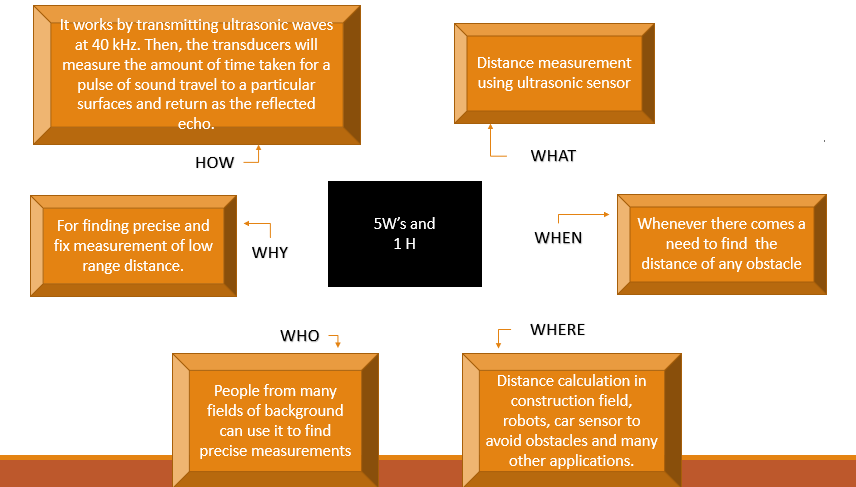 It works by transmitting ultrasonic waves
at 40 kHz. Then, the transducers will
measure the amount of time taken for a
pulse of sound travel to a particular
surfaces and return as the reflected
echo.
HOW
Distance measurement
using ultrasonic sensor
WHAT
For finding precise and
fix measurement of low
range distance.
WHY
5W's and
1 H
WHEN
Whenever there comes a
need to find the
distance of any obstacle
WHO
People from many
fields of background
can use it to find
precise measurements
WHERE
Distance calculation in
construction field,
robots, car sensor to
avoid obstacles and many
other applications.